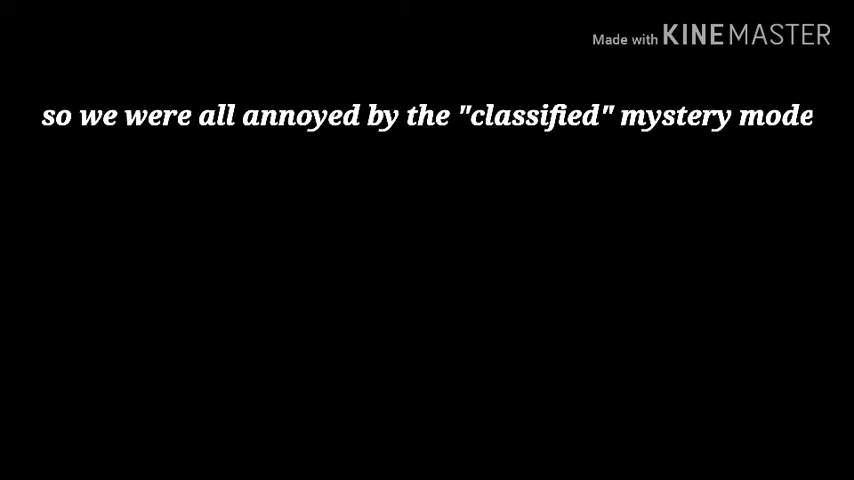 Made with KINEMASTER
so we were all annoyed by the "classified" mystery mode